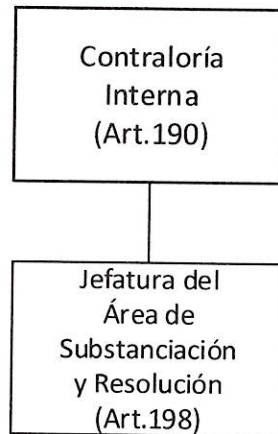 Contraloría
Interna
(Art.190)
Jefatura del
Área de
Substanciación
y Resolución
(Art.198)